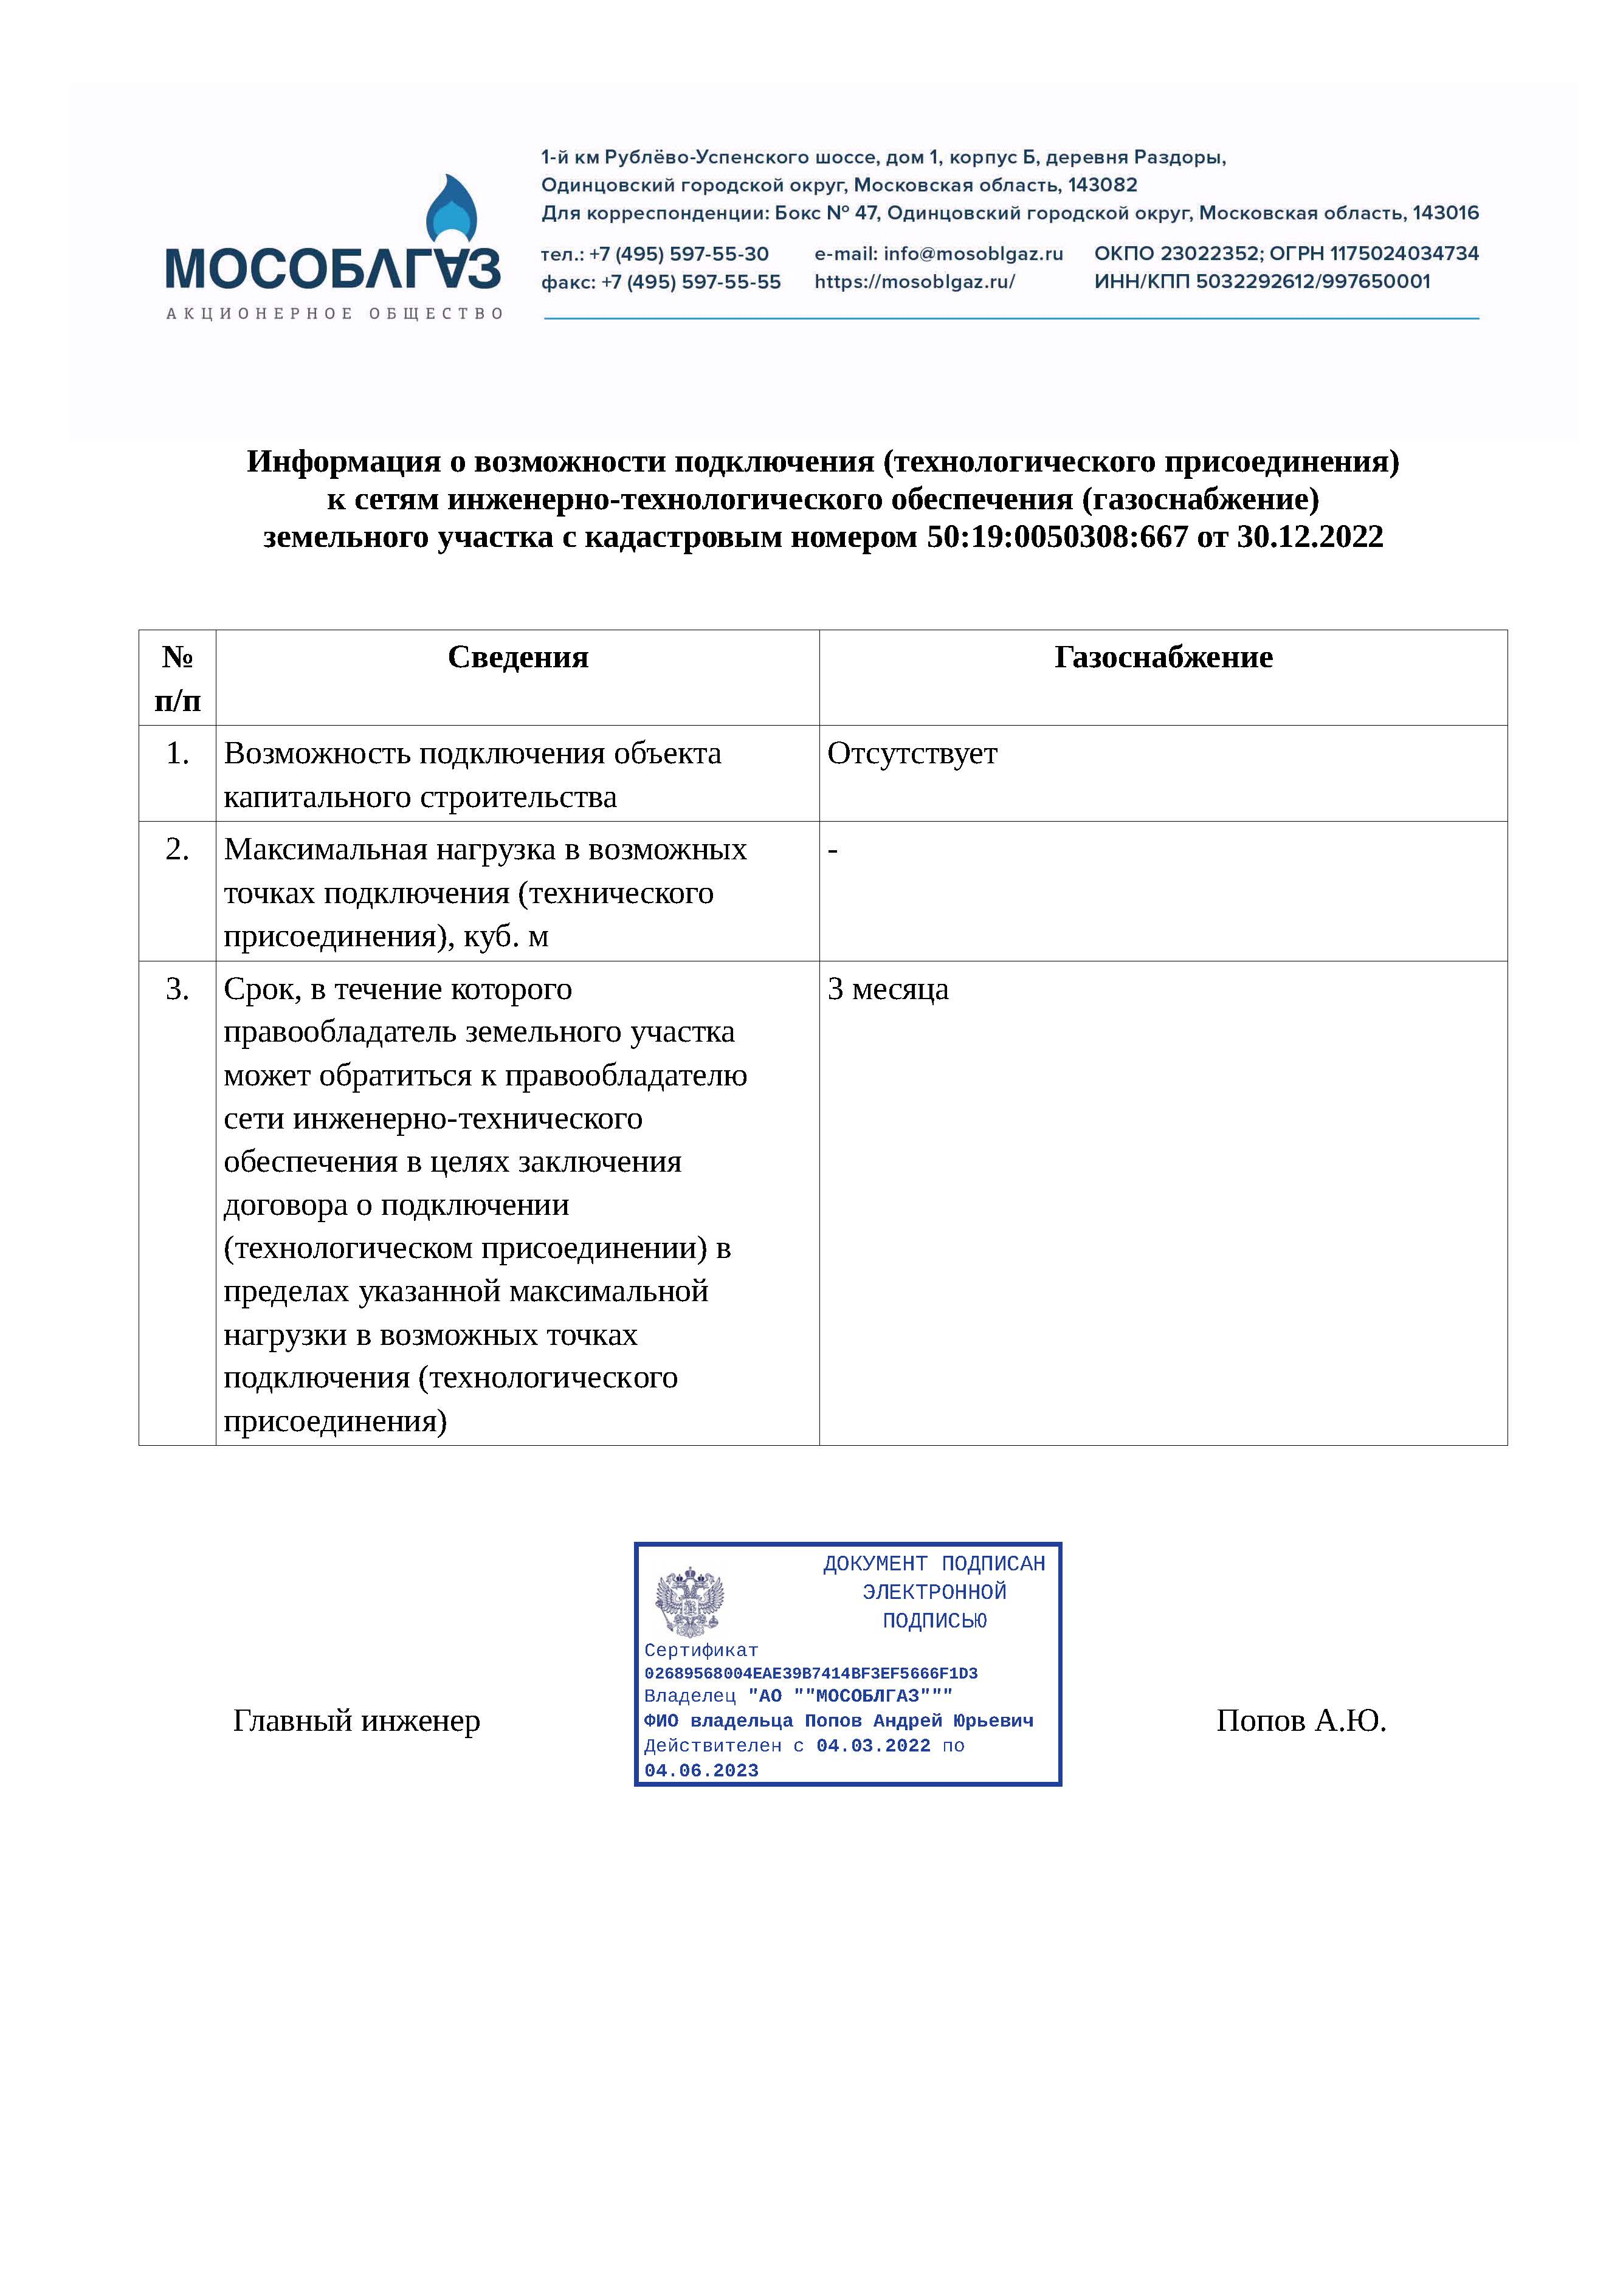 1-й км Рублёво-Успенского шоссе, дом 1, корпус Б, деревня Раздоры,
Одинцовский городской округ, Московская область, 143082
Для корреспонденции: Бокс № 47, Одинцовский городской округ, Московская область, 143016
тел.: +7 (495) 597-55-30 e-mail: info@mosoblgaz.ru ОКПО 23022352; ОГРН 1175024034734
факс: +7 (495) 597-55-55 https://mosoblgaz.ru/ ИНН/КПП 5032292612/997650001
МОСОБЛГАЗ
АКЦИОНЕРНОЕ ОБЩЕСТВО
Информация о возможности подключения (технологического присоединения)
к сетям инженерно-технологического обеспечения (газоснабжение)
земельного участка с кадастровым номером 50:19:0050308:667 от 30.12.2022
№ п/п
Сведения
Газоснабжение
1.
Возможность подключения объекта
капитального строительства
Отсутствует
2.
Максимальная нагрузка в возможных
точках подключения (технического
присоединения), куб. м
-
3.
Срок, в течение которого
правообладатель земельного участка
может обратиться к правообладателю
сети инженерно-технического
обеспечения в целях заключения
договора о подключении
(технологическом присоединении) в
пределах указанной максимальной
нагрузки в возможных точках
подключения (технологического
присоединения)
3 месяца
Главный инженер
ДОКУМЕНТ ПОДПИСАН
ЭЛЕКТРОННОЙ
ПОДПИСЬЮ
Сертификат
02689568004EAE39B7414BF3EF5666F1D3
Владелец "АО ""МОСОБЛГАЗ"""
ФИО владельца Попов Андрей Юрьевич
Действителен с 04.03.2022 по
04.06.2023
Попов А.Ю.